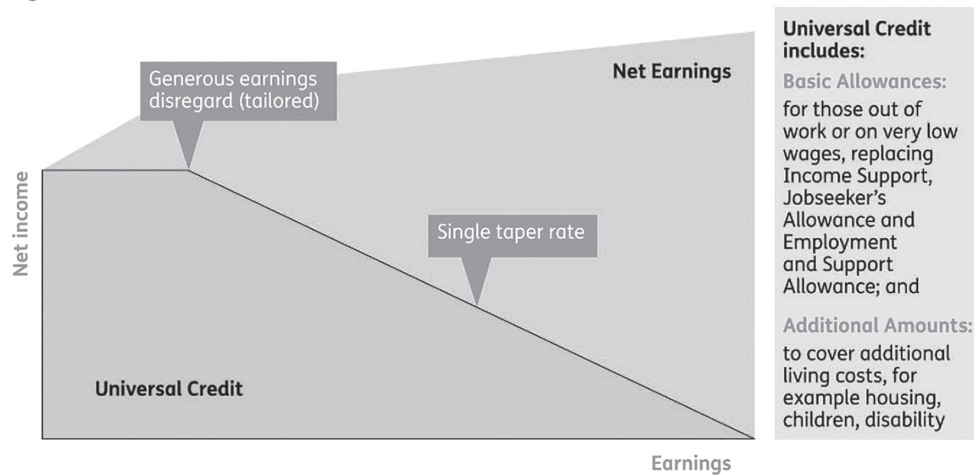 Generous earnings
disregard (tailored)
Net Earnings
Single taper rate
Universal Credit
Net income
Earnings
Universal Credit
includes:
Basic Allowances:
for those out of
work or on very low
wages, replacing
Income Support,
Jobseeker's
Allowance and
Employment
and Support
Allowance; and
Additional Amounts:
to cover additional
living costs, for
example housing,
children, disability